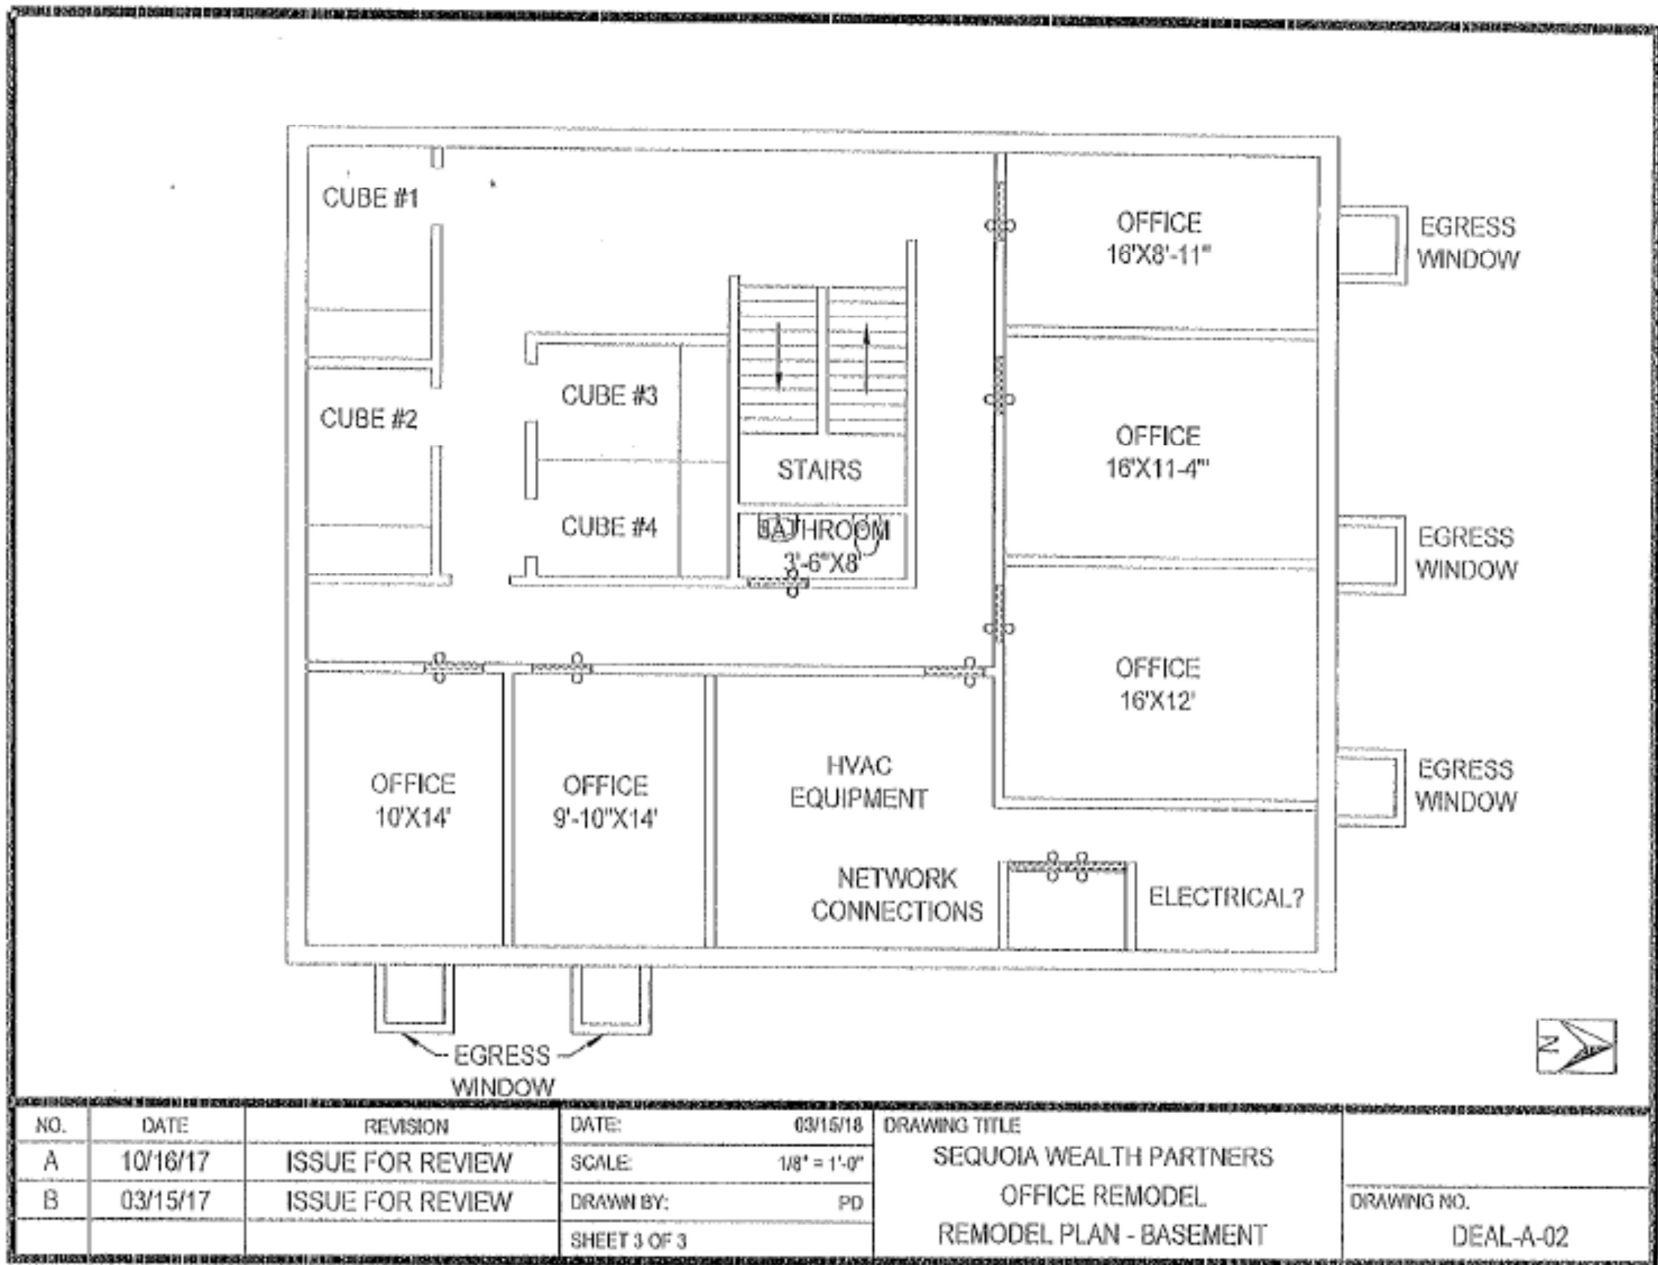 CUBE #1
OFFICE
16'X8'-11"
EGRESS
WINDOW
CUBE #3
CUBE #2
OFFICE
16'X11-4"'
STAIRS
CUBE #4
BATHROOM
3'-6"X8'
EGRESS
WINDOW
OFFICE
16'X12'
HVAC
EQUIPMENT
OFFICE
10'X14'
OFFICE
9'-10"X14'
EGRESS
WINDOW
NETWORK
CONNECTIONS
ELECTRICAL?
EGRESS
WINDOW
N
NO. DATE REVISION
A 10/16/17 ISSUE FOR REVIEW
B 03/15/17 ISSUE FOR REVIEW
DATE: 03/15/18
SCALE: 1/8" = 1'-0"
DRAWN BY: PD
SHEET 3 OF 3
DRAWING TITLE
SEQUOIA WEALTH PARTNERS
OFFICE REMODEL
REMODEL PLAN - BASEMENT
DRAWING NO.
DEAL-A-02